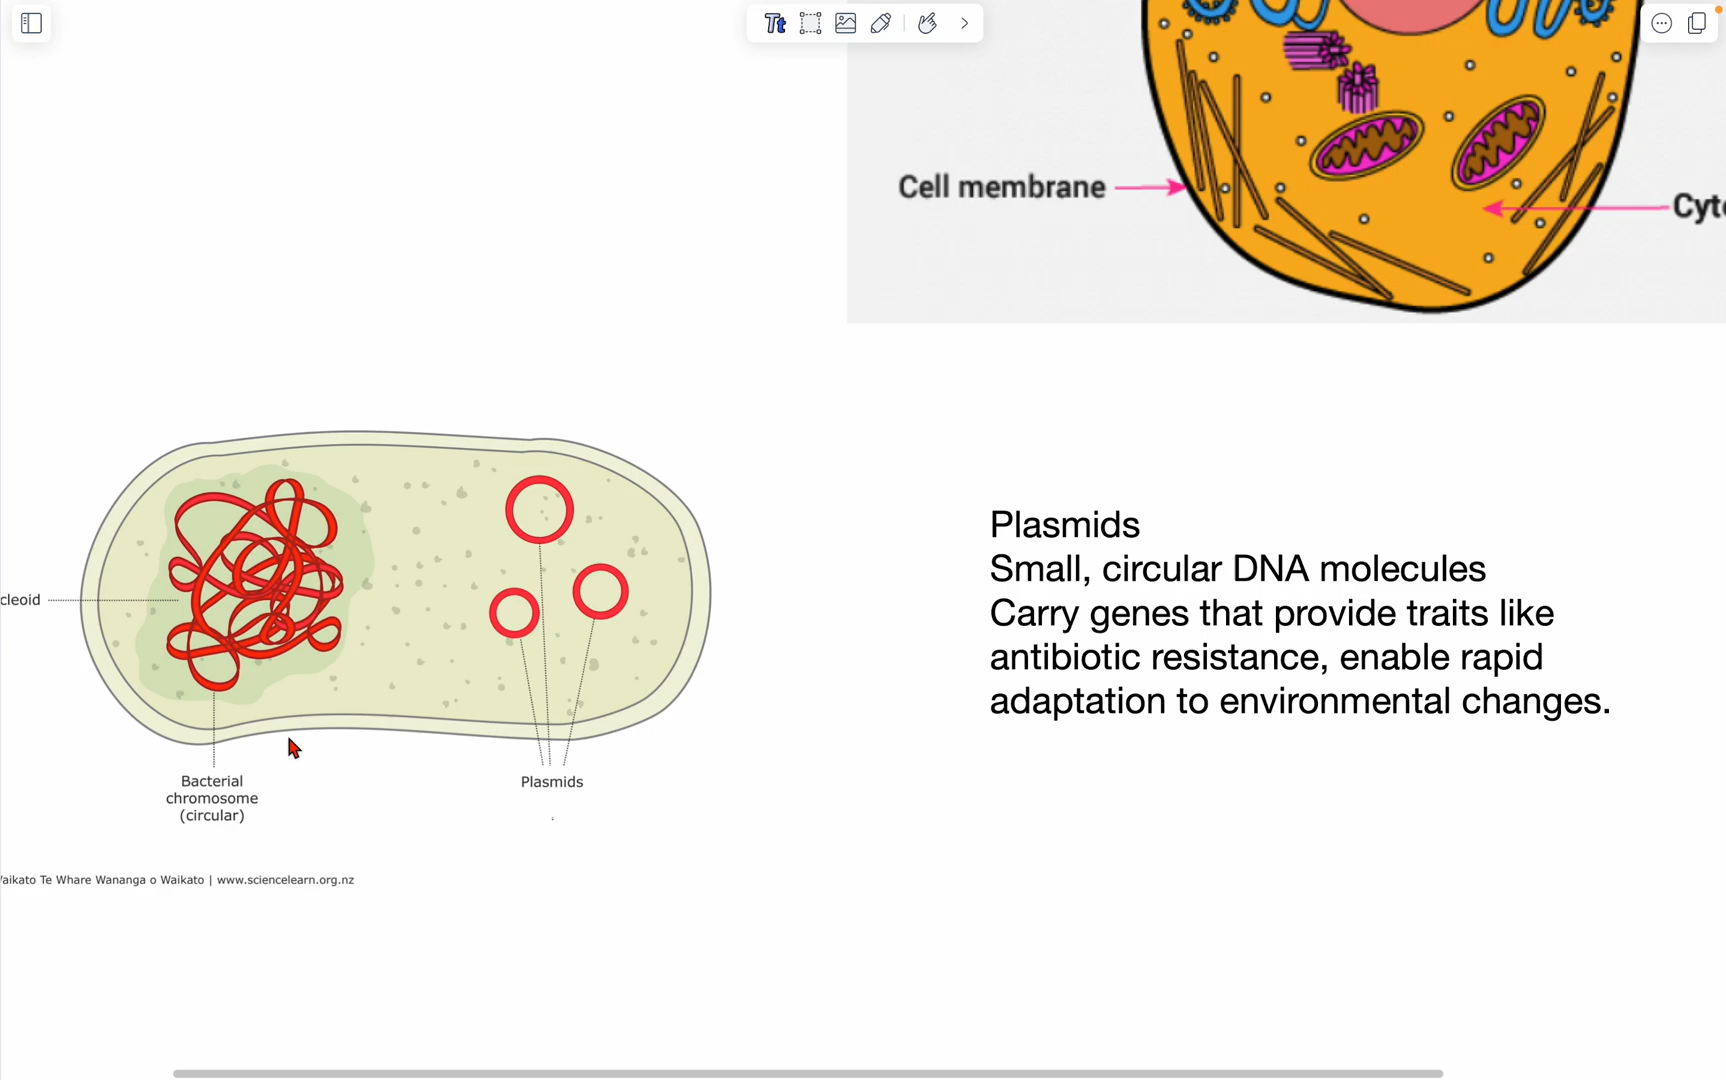 Tt
Cell membrane
Cyt
cleoid
Plasmids
Small, circular DNA molecules
Carry genes that provide traits like
antibiotic resistance, enable rapid
adaptation to environmental changes.
Bacterial
chromosome
(circular)
Plasmids
aikato Te Whare Wananga o Waikato | www.sciencelearn.org.nz